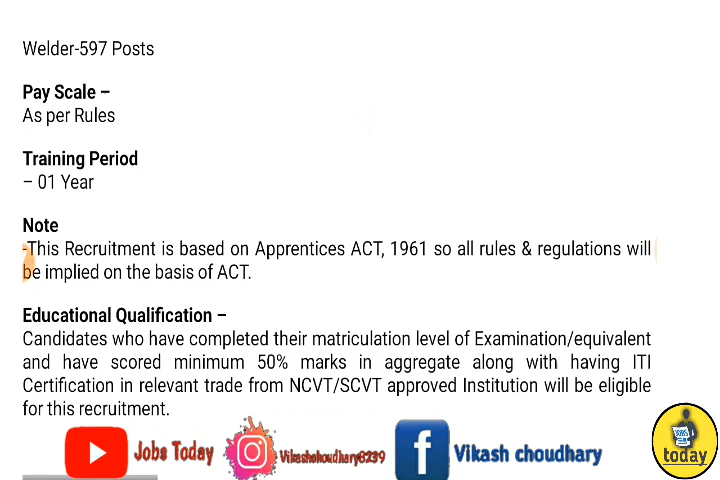 Welder-597 Posts
Pay Scale –
As per Rules
Training Period
– 01 Year
Note
-This Recruitment is based on Apprentices ACT, 1961 so all rules & regulations will
be implied on the basis of ACT.
Educational Qualification –
Candidates who have completed their matriculation level of Examination/equivalent
and have scored minimum 50% marks in aggregate along with having ITI
Certification in relevant trade from NCVT/SCVT approved Institution will be eligible
for this recruitment.
Jobs Today
Vikashchoudhary8239
Vikash choudhary
JOBS
today